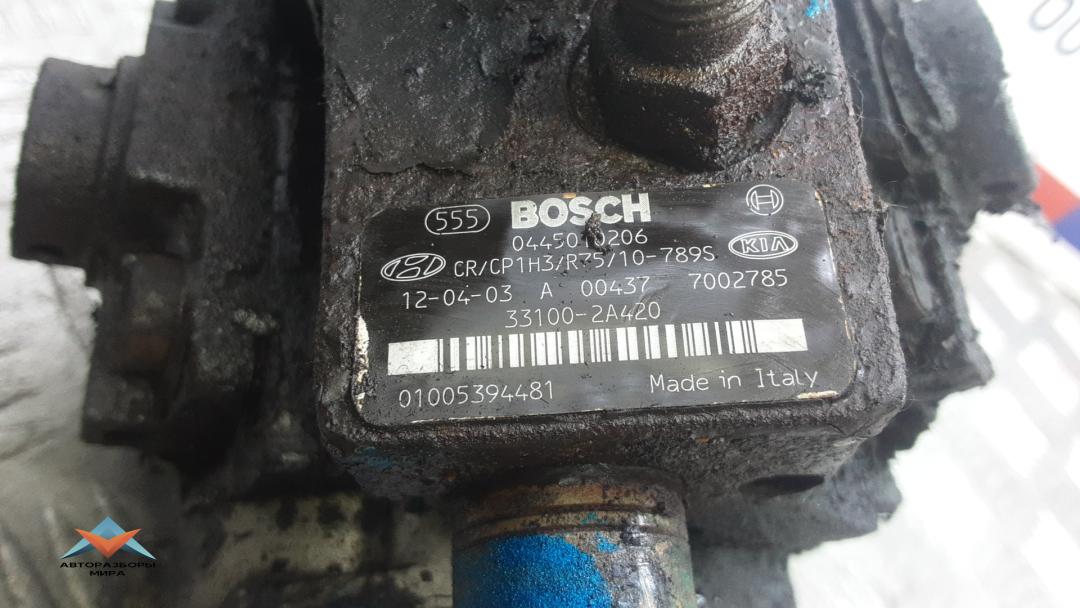 555 BOSCH
0445010206
CR/CP1H3/R75/10-789S KIA
12-04-03 A 00437 7002785
33100-2A420
01005394481 Made in Italy
АВТОРАЗБОРЫ
МИРА